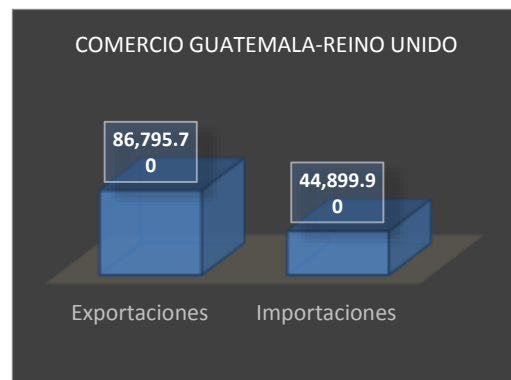 COMERCIO GUATEMALA-REINO UNIDO
86,795.7
0
44,899.9
0
Exportaciones
Importaciones